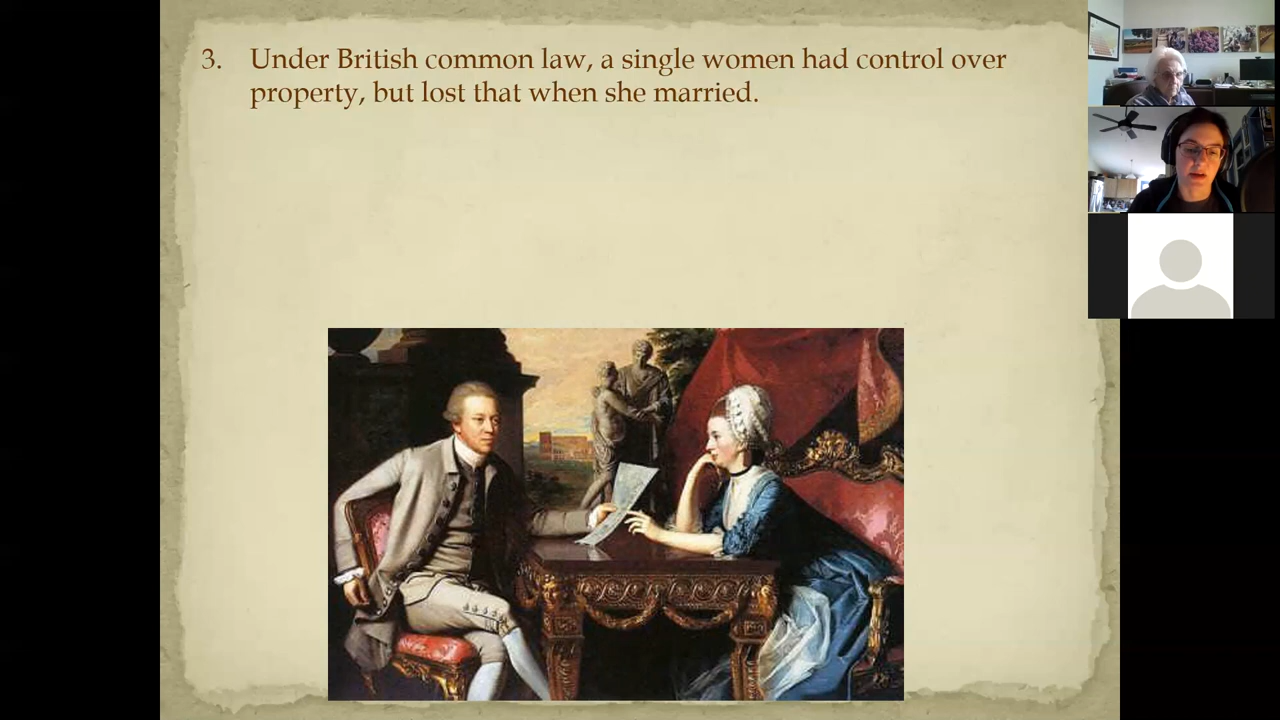 3. Under British common law, a single women had control over
property, but lost that when she married.